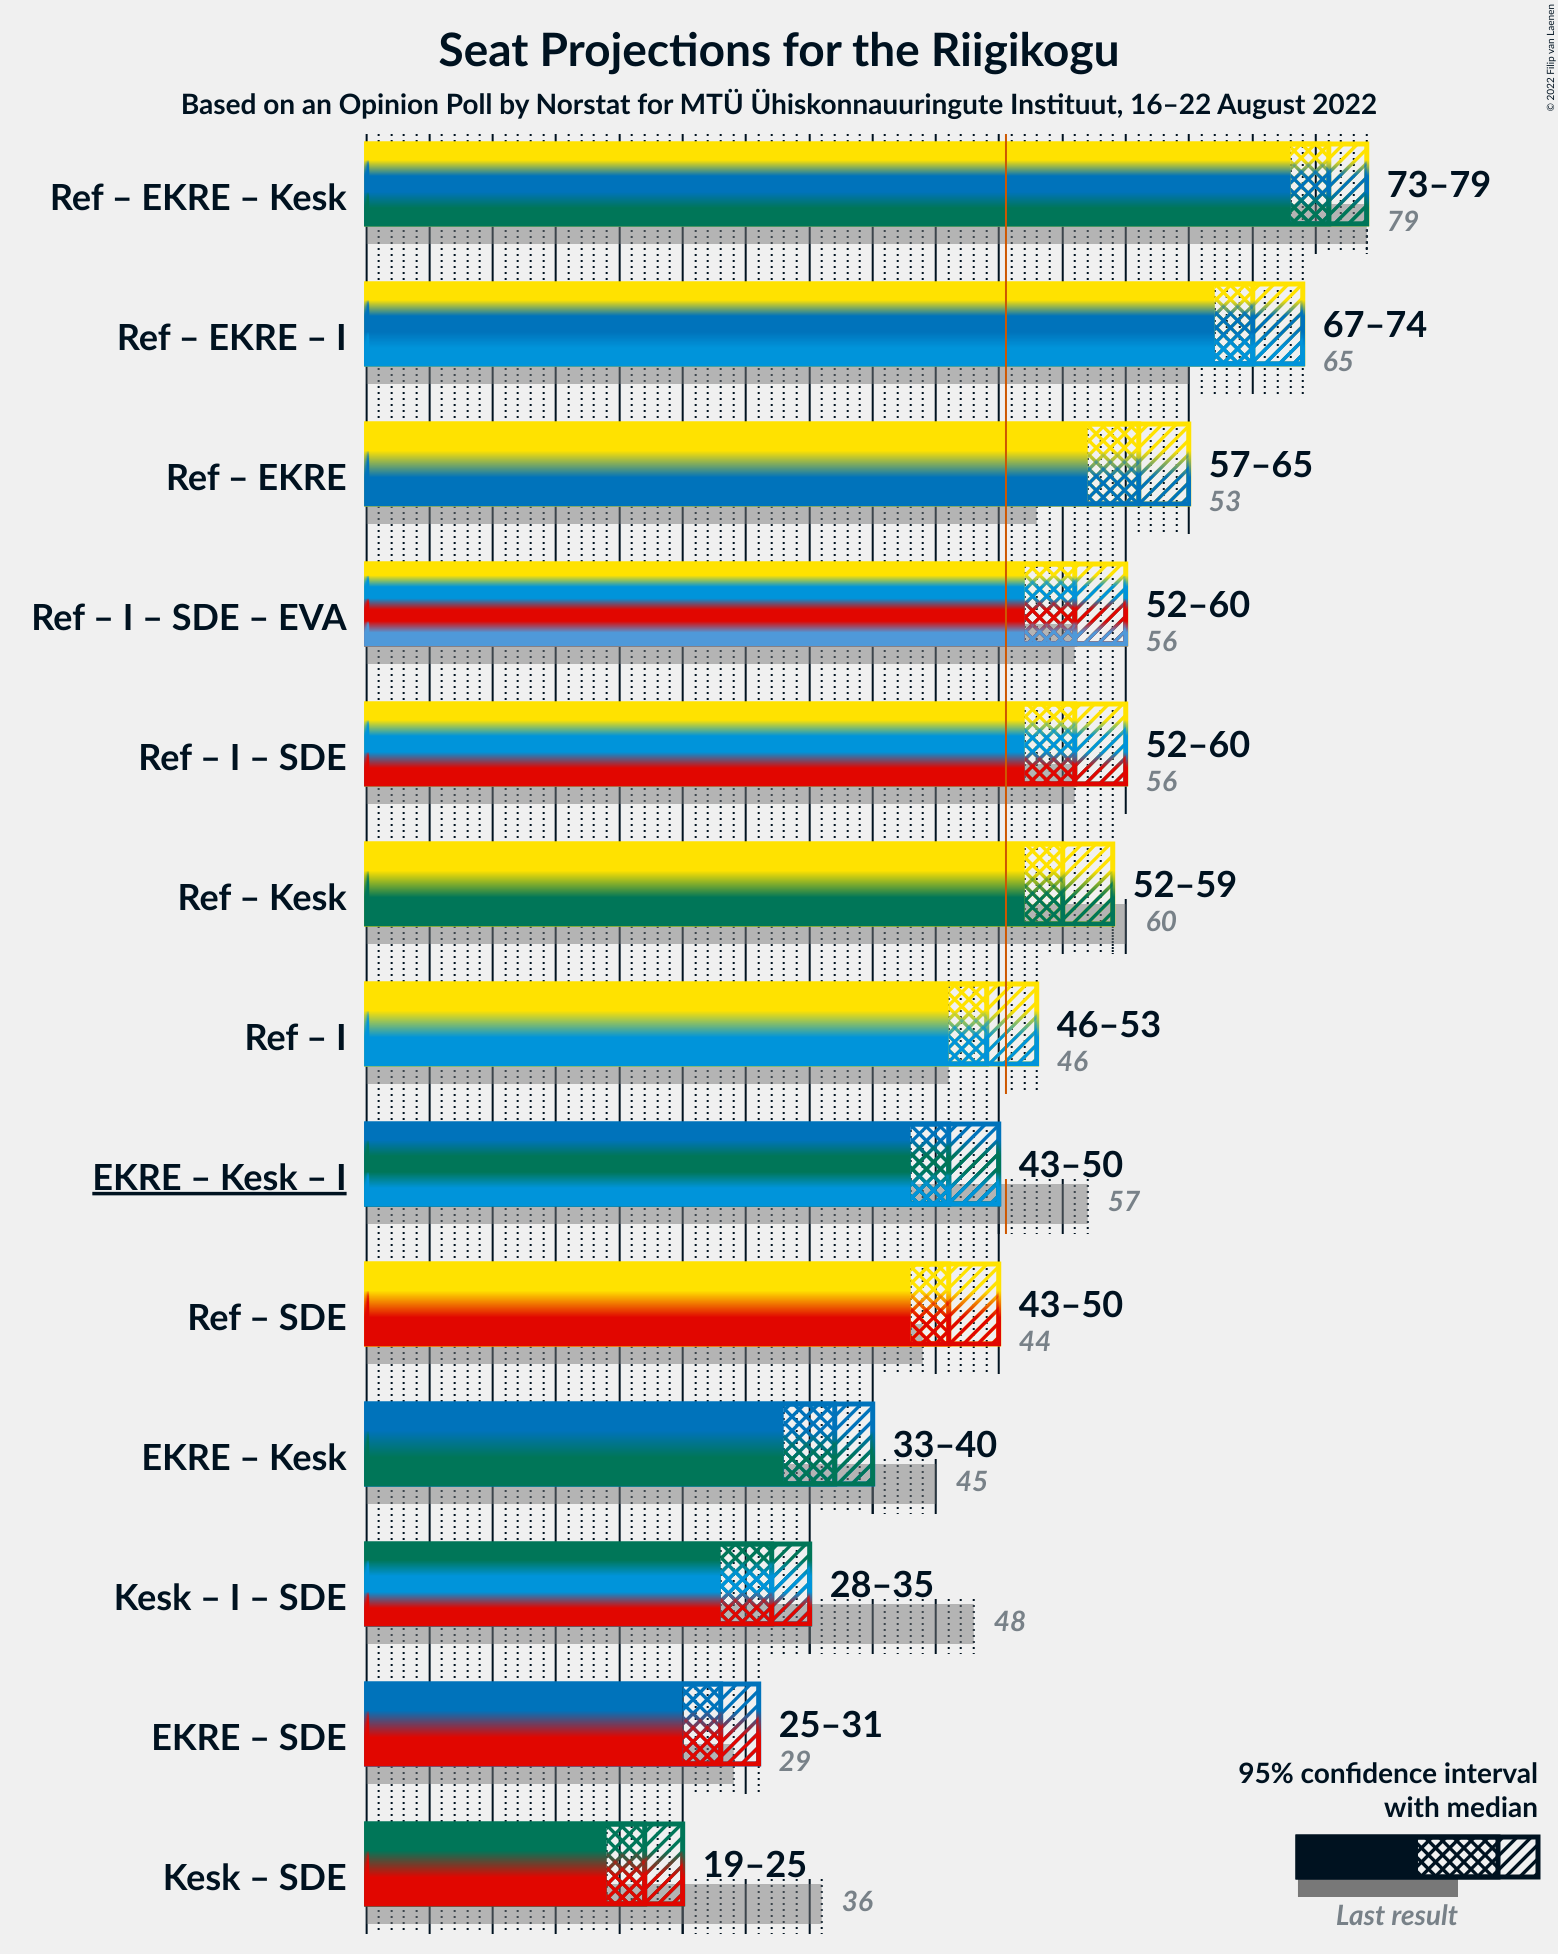 Seat Projections for the Riigikogu
Based on an Opinion Poll by Norstat for MTÜ Ühiskonnauuringute Instituut, 16–22 August 2022
© 2022 Filip van Laenen
Ref – EKRE – Kesk
73–79
79
Ref – EKRE – I
67–74
65
Ref – EKRE
57–65
53
Ref – I – SDE – EVA
52–60
56
Ref – I – SDE
52–60
56
Ref – Kesk
52–59
60
Ref – I
46–53
46
EKRE – Kesk – I
43–50
57
Ref – SDE
43–50
44
EKRE – Kesk
33–40
45
Kesk – I – SDE
28–35
48
EKRE – SDE
25–31
29
Kesk – SDE
19–25
36
95% confidence interval
with median
Last result